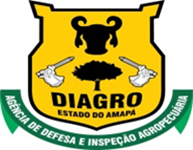 DIAGRO
ESTADO DO AMAPÁ
AGÊNCIA DE DEFESA E INSPEÇÃO AGROPECUÁRIA